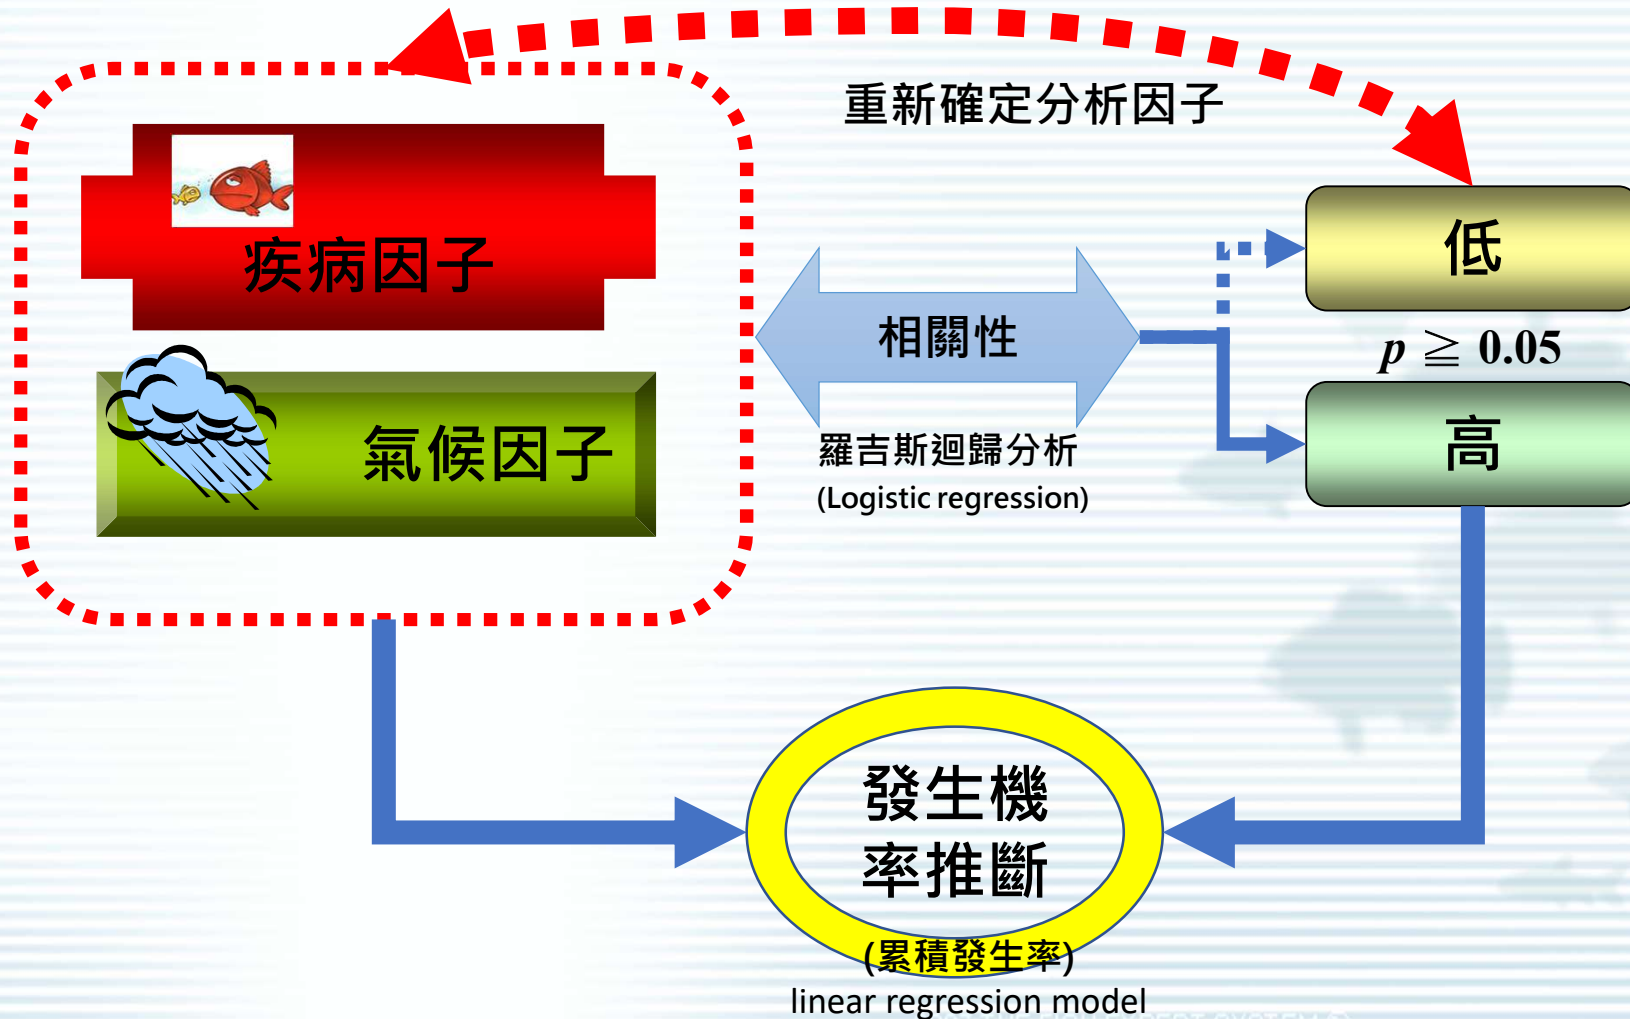 重新確定分析因子
疾病因子
低
相關性
p ≧ 0.05
氣候因子
羅吉斯迴歸分析
(Logistic regression)
高
發生機
率推斷
(累積發生率)
linear regression model